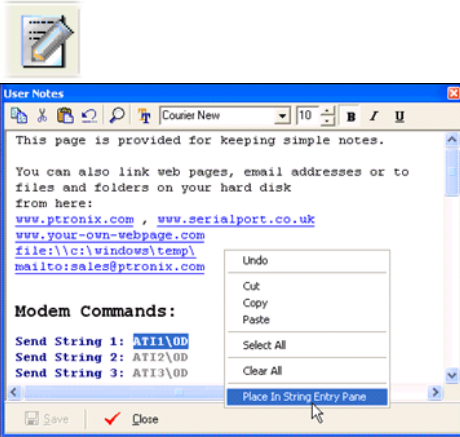 User Notes
Courier New 10 B I U
This page is provided for keeping simple notes.
You can also link web pages, email addresses or to
files and folders on your hard disk
from here:
www.ptronix.com , www.serialport.co.uk
www.your-own-webpage.com
file:\\c:\windows\temp\
mailto:sales@ptronix.com
Modem Commands:
Send String 1: ATI1\0D
Send String 2: ATI2\0D
Send String 3: ATI3\0D
Undo
Cut
Copy
Paste
Select All
Clear All
Place In String Entry Pane
Save Close